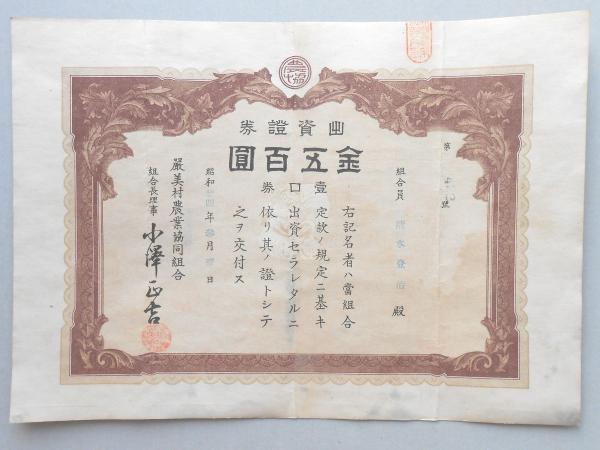 農協
出資證券
金五百圓
第 號
組合員 殿
右記名者ハ當組合
定款ノ規定ニ基キ
壹口出資セラレタルニ
依リ其ノ證トシテ
券之ヲ交付ス
昭和 四年 月 日
嚴美村農業協同組合
組合長理事 小澤正吉